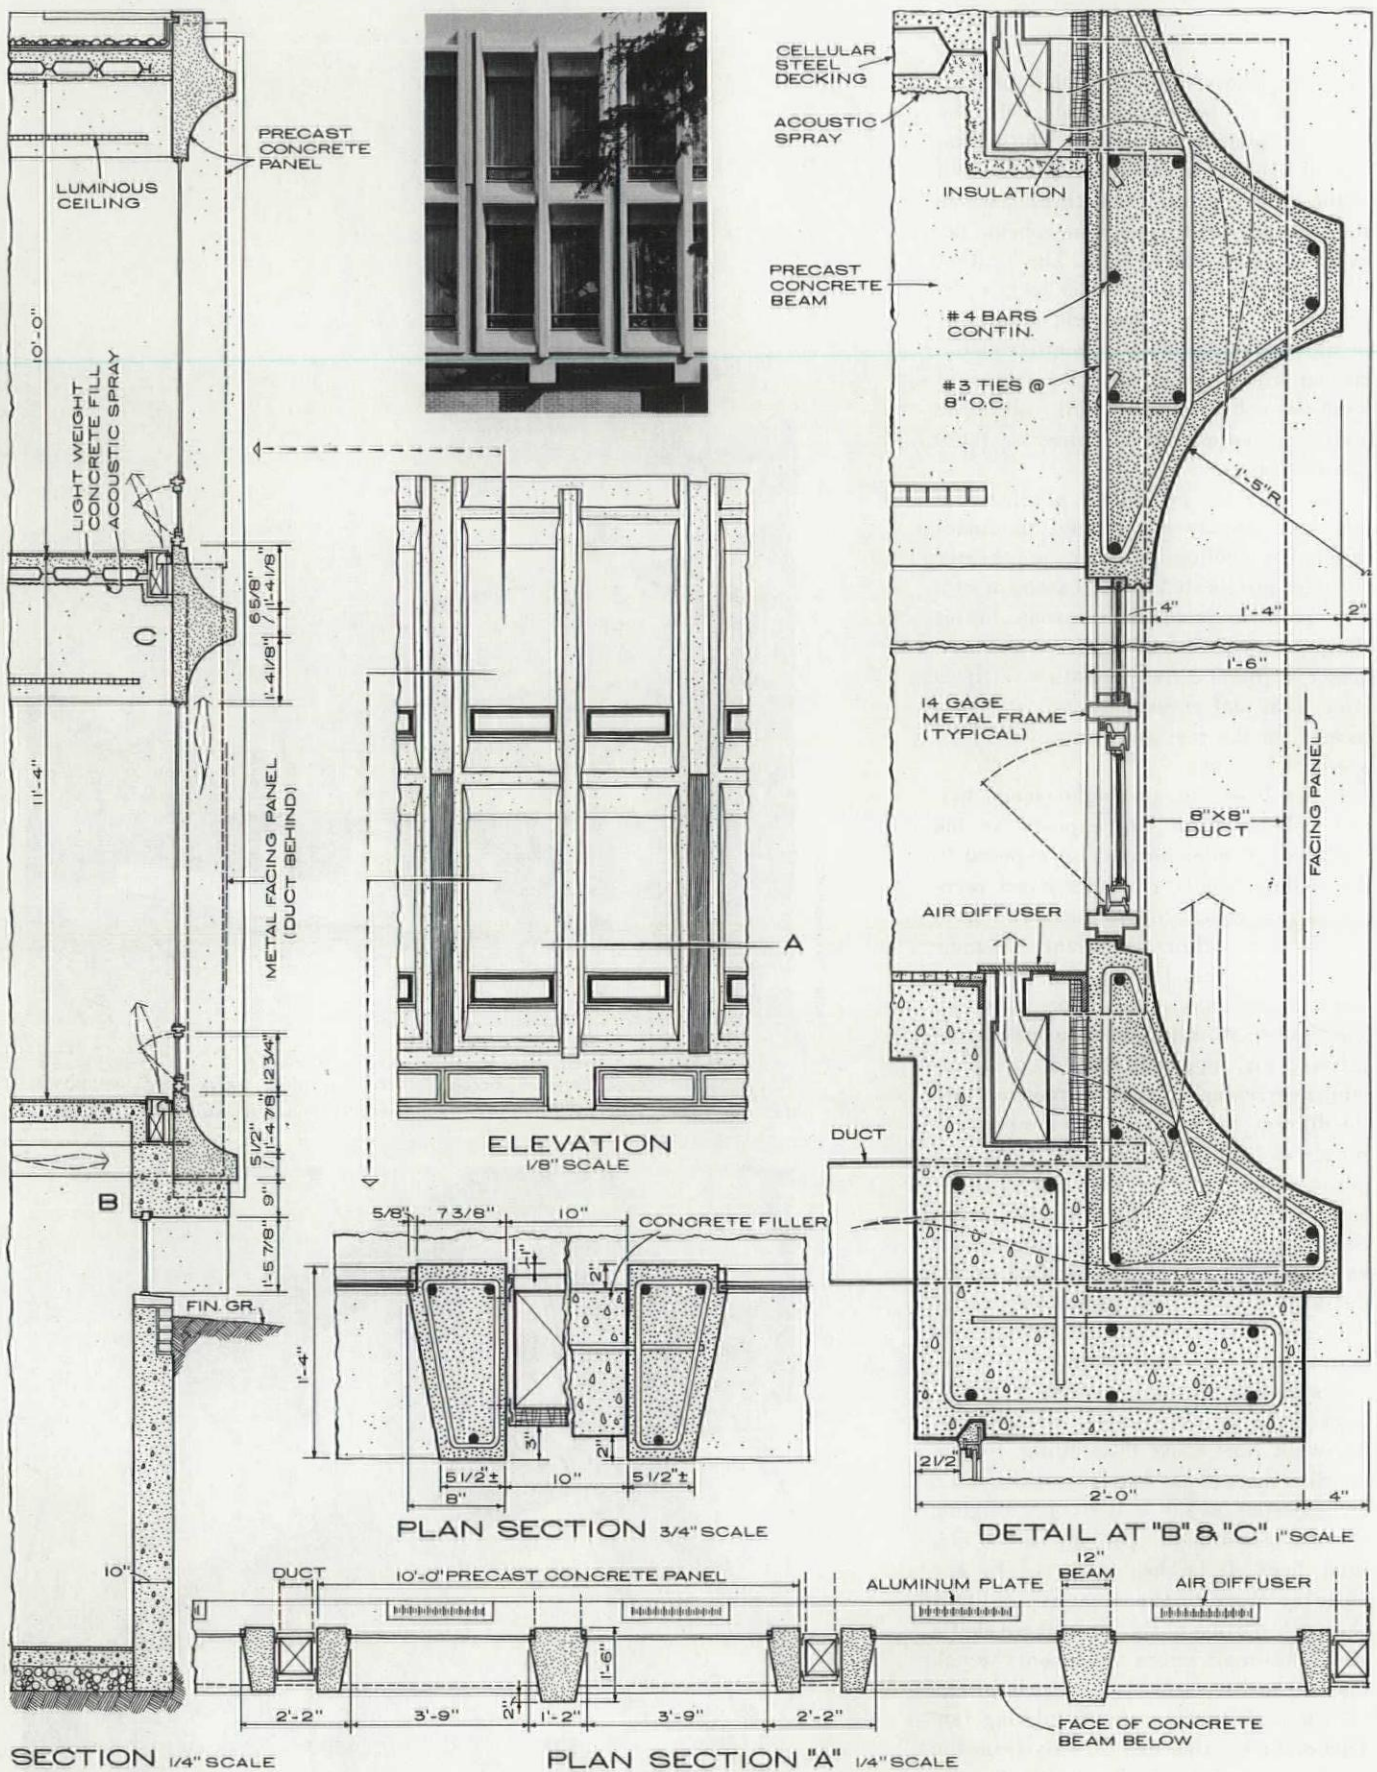 PRECAST
CONCRETE
PANEL
LUMINOUS
CEILING
10'-0"
LIGHT WEIGHT
CONCRETE FILL
ACOUSTIC SPRAY
1'-4 1/8"
6 5/8"
1'-4 1/8"
C
11'-4"
METAL FACING PANEL
(DUCT BEHIND)
12 3/4"
1'-4 7/8"
5 1/2"
9"
1'-5 7/8"
B
FIN. GR.
10"
SECTION 1/4" SCALE
A
ELEVATION
1/8" SCALE
5/8"
7 3/8"
10"
CONCRETE FILLER
1"
2"
1'-4"
3"
2"
5 1/2"±
10"
5 1/2"±
8"
PLAN SECTION 3/4" SCALE
CELLULAR
STEEL
DECKING
ACOUSTIC
SPRAY
INSULATION
PRECAST
CONCRETE
BEAM
#4 BARS
CONTIN.
#3 TIES @
8" O.C.
1'-5" R
4"
1'-4"
2"
1'-6"
14 GAGE
METAL FRAME
(TYPICAL)
8"X8"
DUCT
FACING PANEL
AIR DIFFUSER
DUCT
2 1/2"
2'-0"
4"
DETAIL AT "B" & "C" 1" SCALE
DUCT
10'-0" PRECAST CONCRETE PANEL
ALUMINUM PLATE
12"
BEAM
AIR DIFFUSER
1'-6"
2"
2'-2"
3'-9"
1'-2"
3'-9"
2'-2"
FACE OF CONCRETE
BEAM BELOW
PLAN SECTION "A" 1/4" SCALE